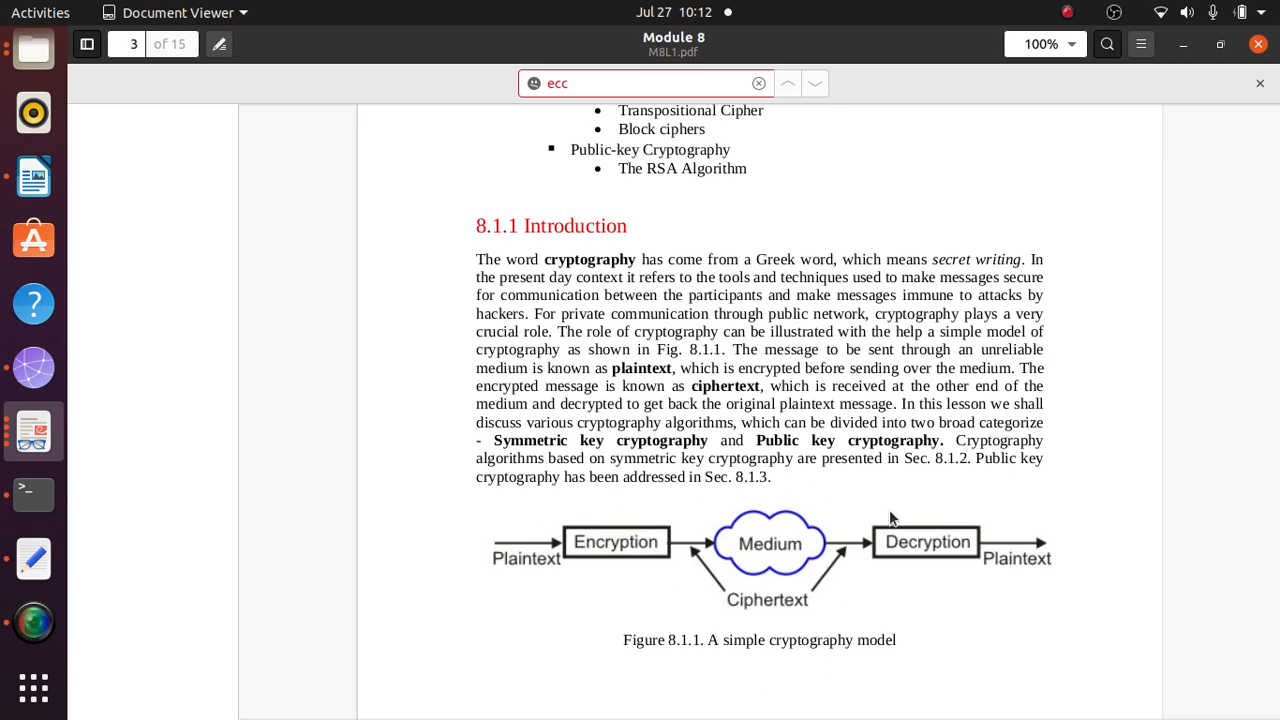 Activities
Document Viewer
Jul 27 10:12
3 of 15
Module 8
M8L1.pdf
100%
ecc
• Transpositional Cipher
• Block ciphers
▪ Public-key Cryptography
• The RSA Algorithm
8.1.1 Introduction
The word cryptography has come from a Greek word, which means secret writing. In
the present day context it refers to the tools and techniques used to make messages secure
for communication between the participants and make messages immune to attacks by
hackers. For private communication through public network, cryptography plays a very
crucial role. The role of cryptography can be illustrated with the help a simple model of
cryptography as shown in Fig. 8.1.1. The message to be sent through an unreliable
medium is known as plaintext, which is encrypted before sending over the medium. The
encrypted message is known as ciphertext, which is received at the other end of the
medium and decrypted to get back the original plaintext message. In this lesson we shall
discuss various cryptography algorithms, which can be divided into two broad categorize
- Symmetric key cryptography and Public key cryptography. Cryptography
algorithms based on symmetric key cryptography are presented in Sec. 8.1.2. Public key
cryptography has been addressed in Sec. 8.1.3.
Plaintext
Encryption
Medium
Decryption
Plaintext
Ciphertext
Figure 8.1.1. A simple cryptography model